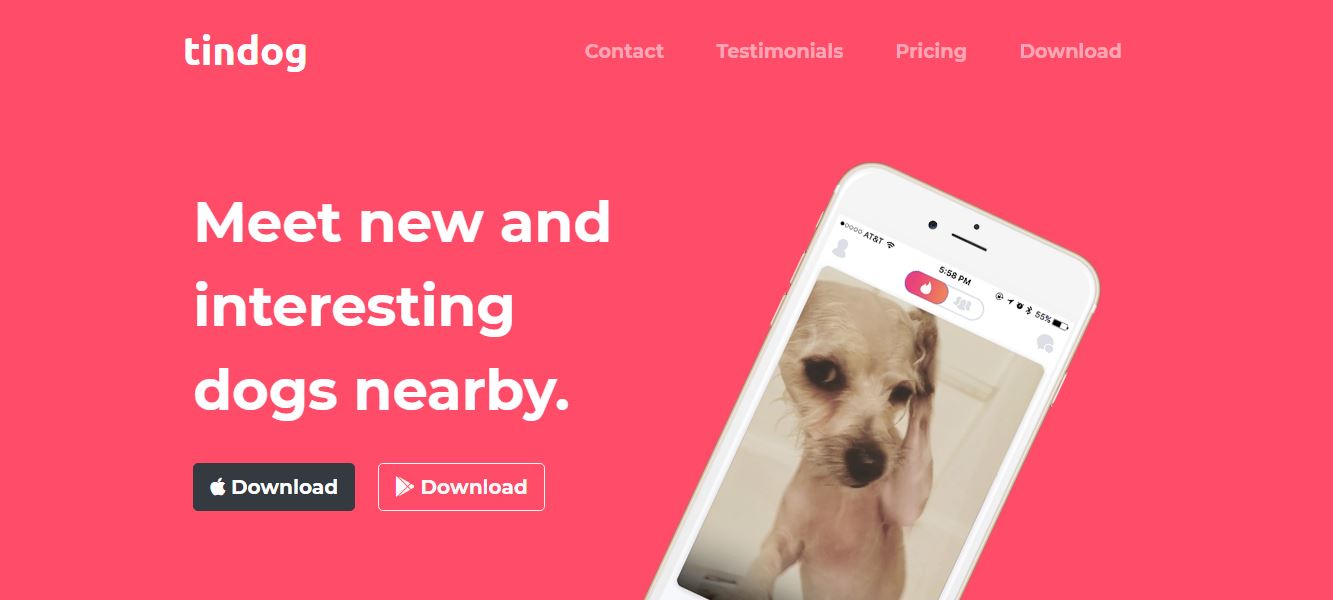 tindog
Contact Testimonials Pricing Download
Meet new and
interesting
dogs nearby.
Download Download
AT&T 5:58 PM 55%